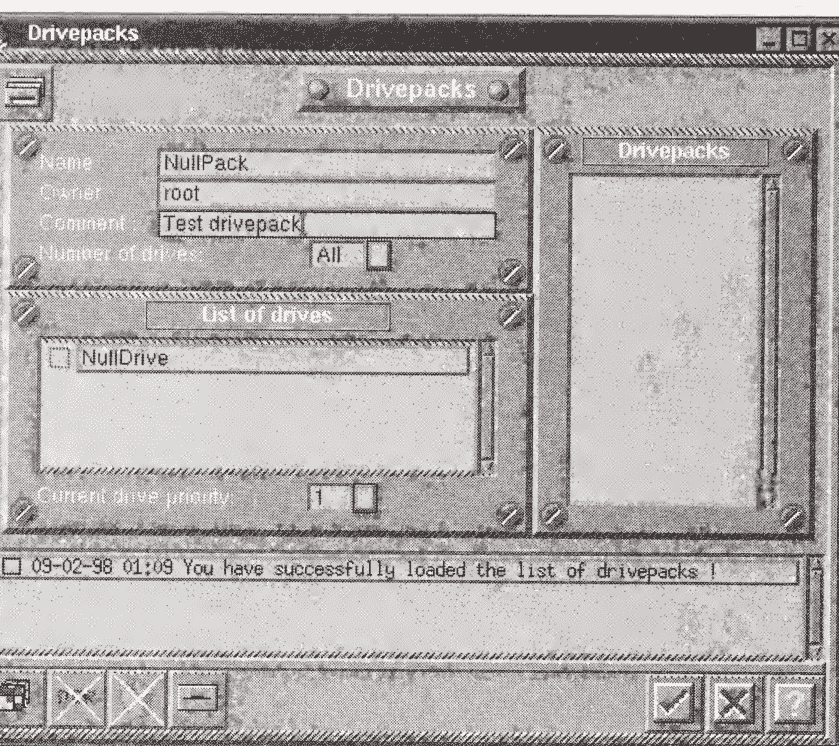 Drivepacks
Drivepacks
Name NullPack
Owner root
Comment Test drivepack
Number of drives: All
List of drives
NullDrive
Current drive priority: 1
Drivepacks
09-02-98 01:09 You have successfully loaded the list of drivepacks !
?